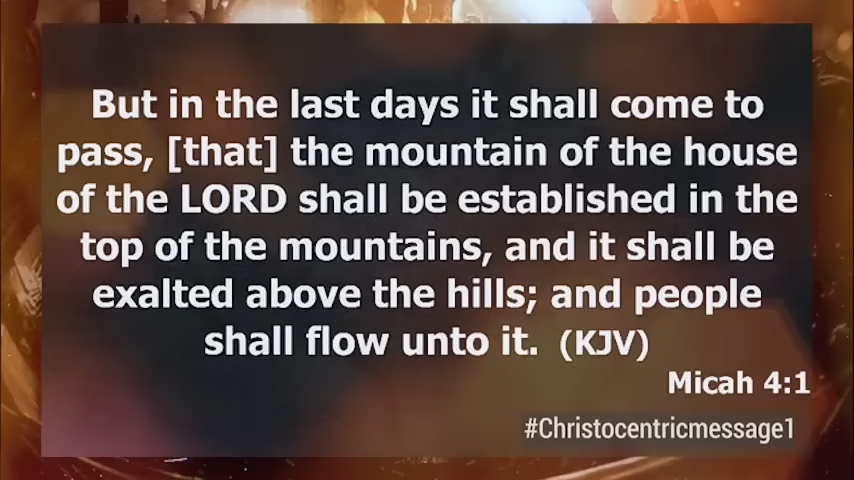 But in the last days it shall come to
pass, [that] the mountain of the house
of the LORD shall be established in the
top of the mountains, and it shall be
exalted above the hills; and people
shall flow unto it. (KJV)
Micah 4:1
#Christocentricmessage1